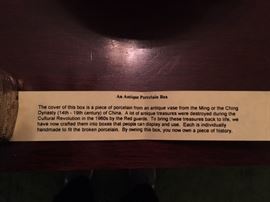 An Antique Porcelain Box
The cover of this box is a piece of porcelain from an antique vase from the Ming or the Ching
Dynasty (14th - 19th century) of China. A lot of antique treasures were destroyed during the
Cultural Revolution in the 1960s by the Red guards. To bring these treasures back to life, we
have now crafted them into boxes that people can display and use. Each is individually
handmade to fit the broken porcelain. By owning this box, you now own a piece of history.